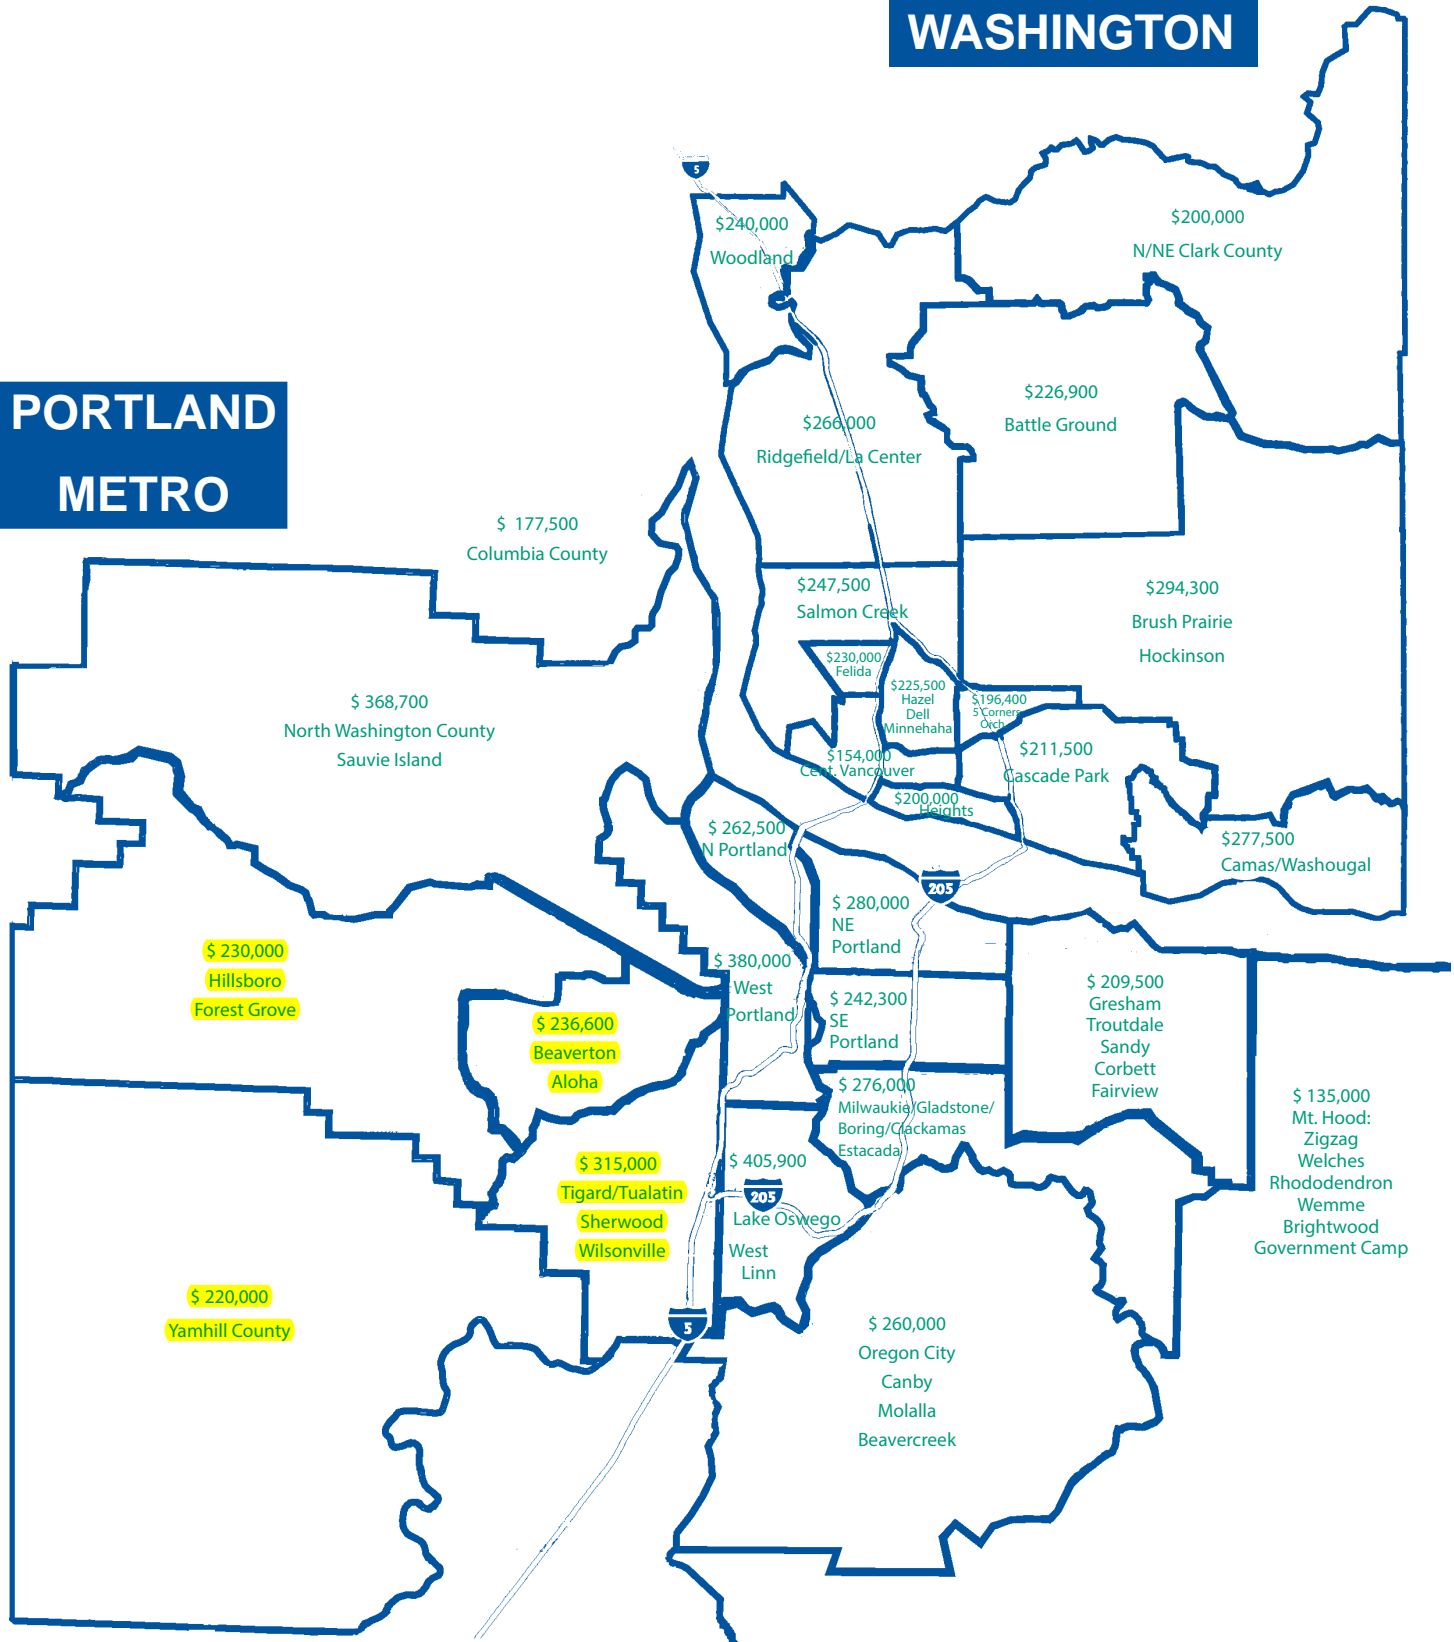 WASHINGTON
5
$240,000
Woodland
$200,000
N/NE Clark County
PORTLAND
METRO
$226,900
Battle Ground
$266,000
Ridgefield/La Center
$ 177,500
Columbia County
$247,500
Salmon Creek
$294,300
Brush Prairie
Hockinson
$230,000
Felida
$225,500
Hazel
Dell
Minnehaha
$196,400
5 Corners
Orch
$ 368,700
North Washington County
Sauvie Island
$154,000
Cent. Vancouver
$211,500
Cascade Park
$200,000
Heights
$ 262,500
N Portland
$277,500
Camas/Washougal
205
$ 280,000
NE
Portland
$ 230,000
Hillsboro
Forest Grove
$ 380,000
West
Portland
$ 242,300
SE
Portland
$ 209,500
Gresham
Troutdale
Sandy
Corbett
Fairview
$ 236,600
Beaverton
Aloha
$ 276,000
Milwaukie/Gladstone/
Boring/Clackamas
Estacada
$ 135,000
Mt. Hood:
Zigzag
Welches
Rhododendron
Wemme
Brightwood
Government Camp
$ 315,000
Tigard/Tualatin
Sherwood
Wilsonville
$ 405,900
205
Lake Oswego
West
Linn
$ 220,000
Yamhill County
5
$ 260,000
Oregon City
Canby
Molalla
Beavercreek